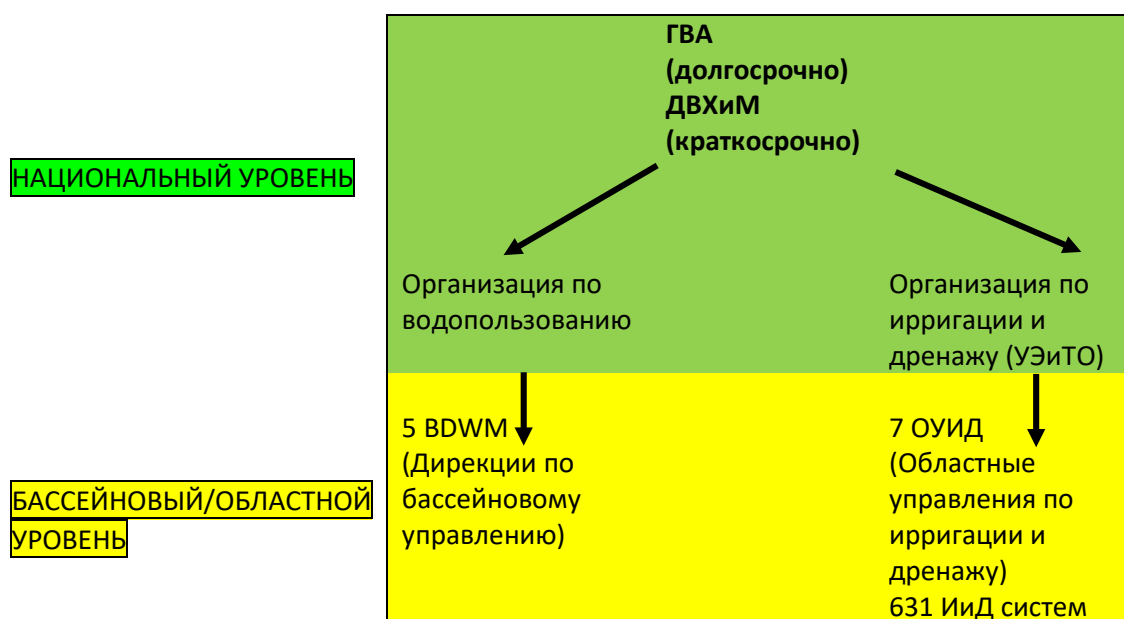 ГВА
(долгосрочно)
ДВХиМ
(краткосрочно)
НАЦИОНАЛЬНЫЙ УРОВЕНЬ
Организация по
водопользованию
Организация по
ирригации и
дренажу (УЭиТО)
БАССЕЙНОВЫЙ/ОБЛАСТНОЙ
УРОВЕНЬ
5 BDWM
(Дирекции по
бассейновому
управлению)
7 ОУИД
(Областные
управления по
ирригации и
дренажу)
631 ИиД систем